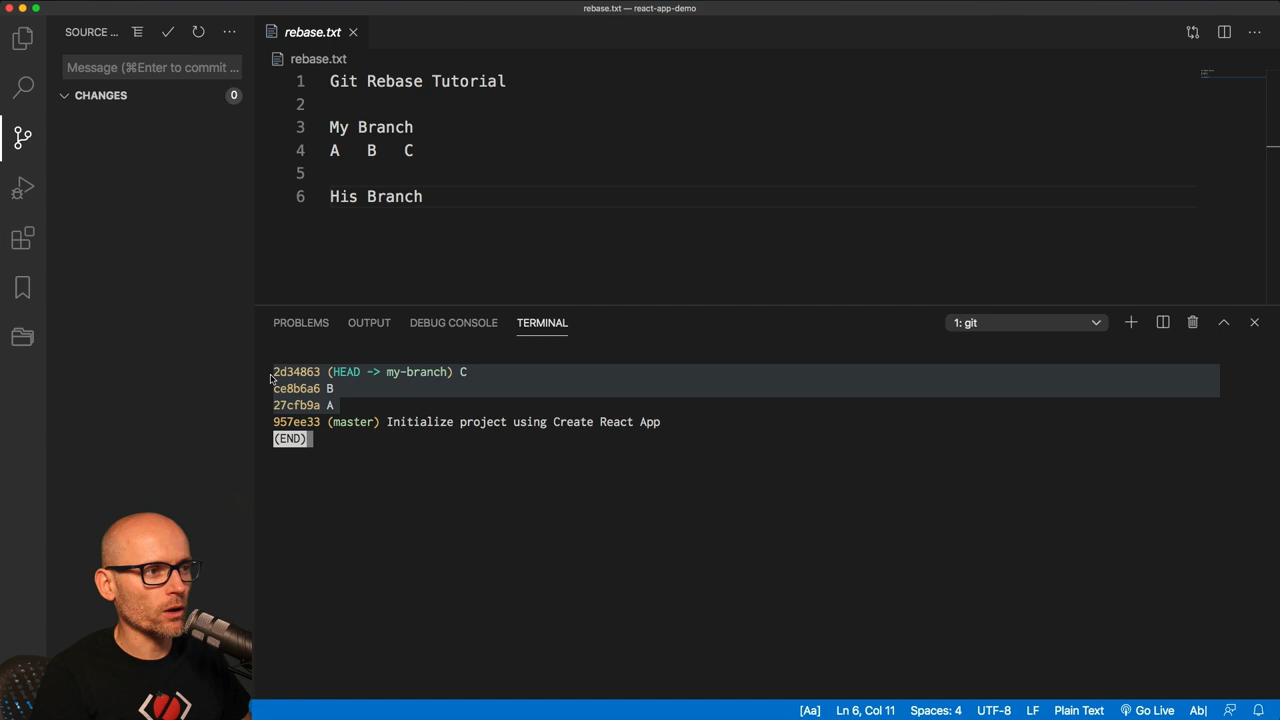 rebase.txt — react-app-demo
SOURCE ...
rebase.txt
Message (⌘Enter to commit ...
rebase.txt
CHANGES
0
1 Git Rebase Tutorial
2
3 My Branch
4 A B C
5
6 His Branch
PROBLEMS OUTPUT DEBUG CONSOLE TERMINAL
1: git
2d34863 (HEAD -> my-branch) C
ce8b6a6 B
27cfb9a A
957ee33 (master) Initialize project using Create React App
(END)
[Aa] Ln 6, Col 11 Spaces: 4 UTF-8 LF Plain Text Go Live Ab|